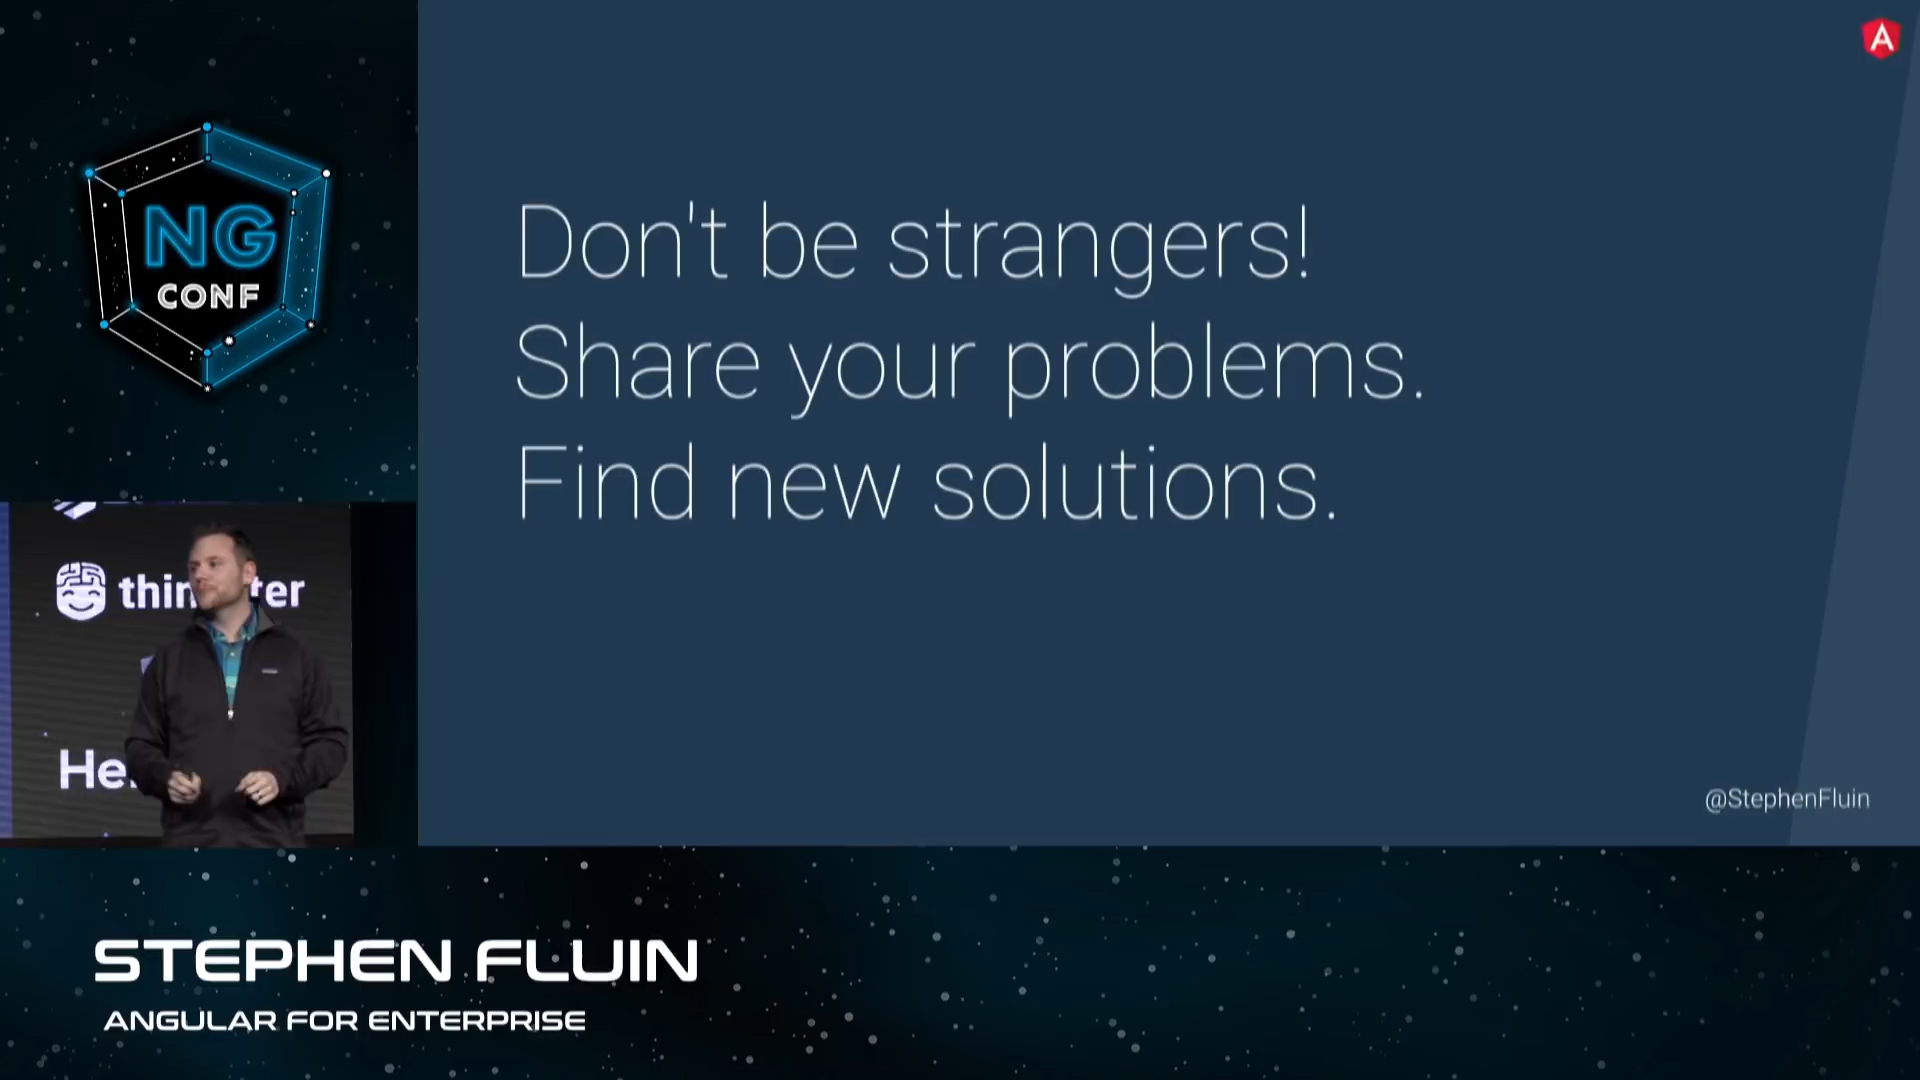 NG
CONF
Don't be strangers!
Share your problems.
Find new solutions.
@StephenFluin
STEPHEN FLUIN
ANGULAR FOR ENTERPRISE